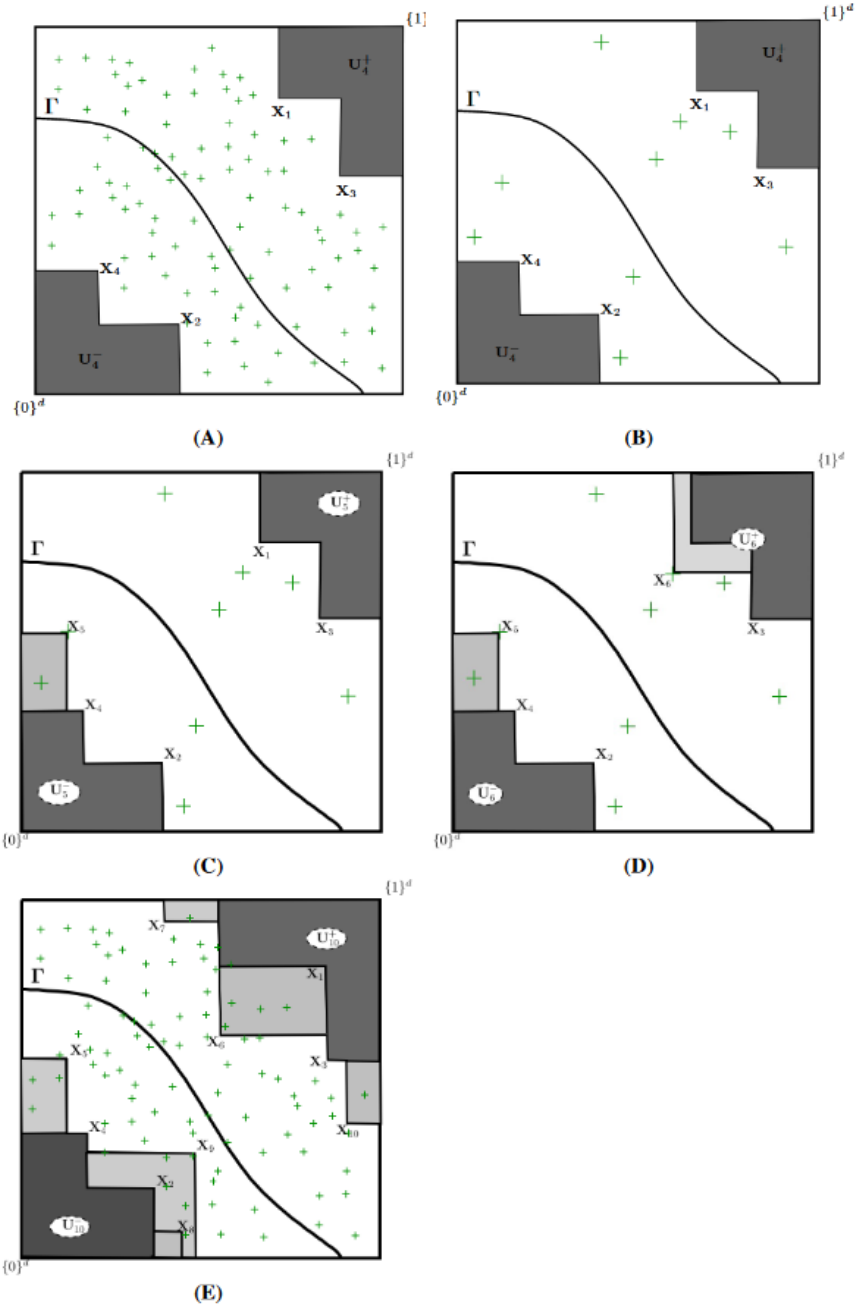 {1]
U₄⁺
Γ
X₁
X₃
X₄
X₂
U₄⁻
{0}ᵈ
(A)
{1}ᵈ
U₄⁺
Γ
X₁
X₃
X₄
X₂
U₄⁻
{0}ᵈ
(B)
{1}ᵈ
U₅⁺
Γ
X₁
X₅
X₃
X₄
X₂
U₅⁻
{0}ᵈ
(C)
{1}ᵈ
U₆⁺
Γ
X₆
X₅
X₃
X₄
X₂
U₆⁻
{0}ᵈ
(D)
{1}ᵈ
X₇
U₁₀⁺
Γ
X₁
X₆
X₅
X₃
X₄
X₁₀
X₉
X₂
U₁₀⁻
X₈
{0}ᵈ
(E)